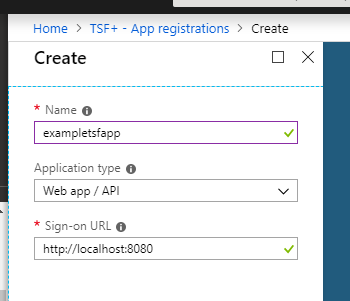 Home > TSF+ - App registrations > Create
Create
* Name
exampletsfapp
Application type
Web app / API
* Sign-on URL
http://localhost:8080